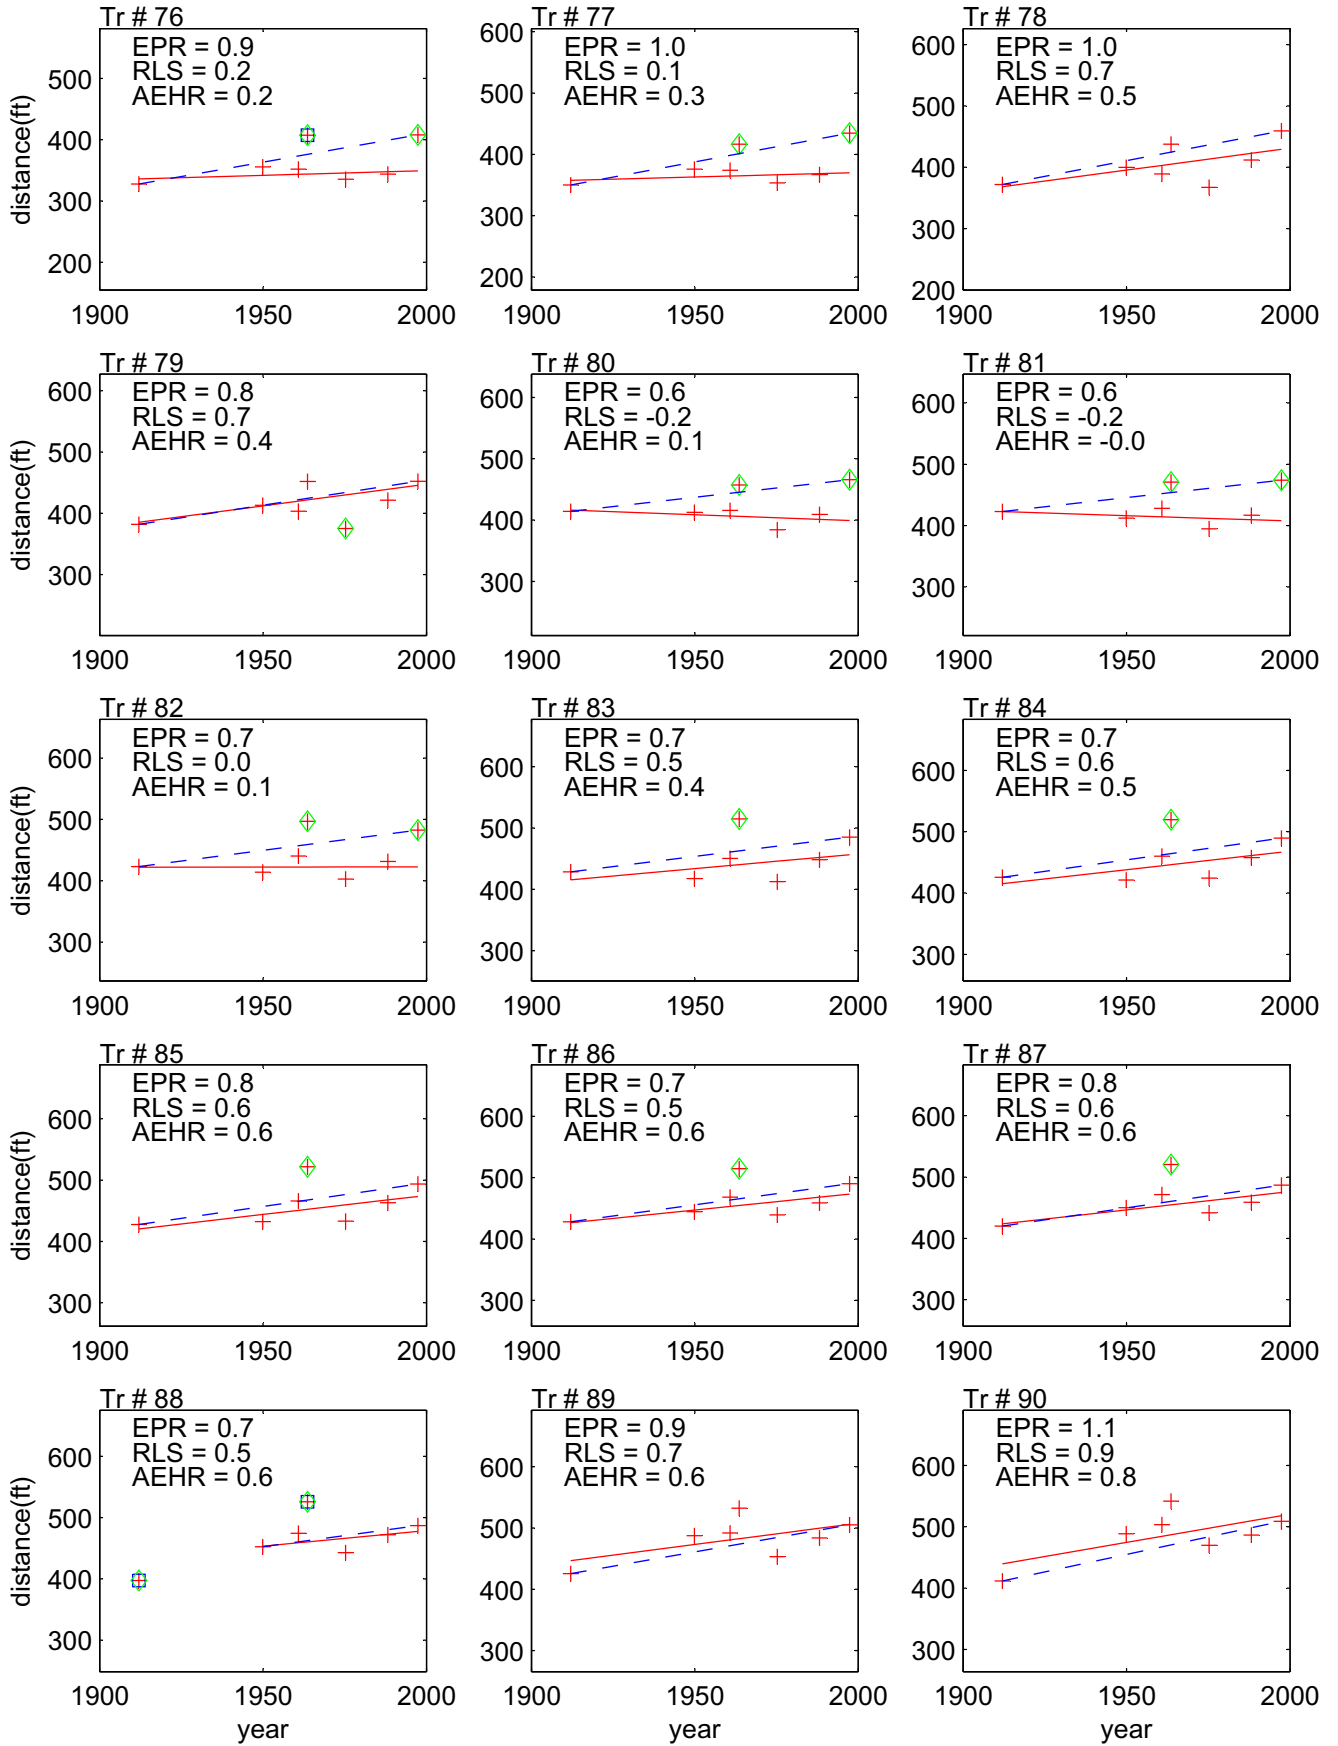 Tr # 76
EPR = 0.9
RLS = 0.2
AEHR = 0.2
500
400
300
200
distance(ft)
1900 1950 2000
Tr # 77
EPR = 1.0
RLS = 0.1
AEHR = 0.3
600
500
400
300
200
1900 1950 2000
Tr # 78
EPR = 1.0
RLS = 0.7
AEHR = 0.5
600
500
400
300
200
1900 1950 2000
Tr # 79
EPR = 0.8
RLS = 0.7
AEHR = 0.4
600
500
400
300
distance(ft)
1900 1950 2000
Tr # 80
EPR = 0.6
RLS = -0.2
AEHR = 0.1
600
500
400
300
1900 1950 2000
Tr # 81
EPR = 0.6
RLS = -0.2
AEHR = -0.0
600
500
400
300
1900 1950 2000
Tr # 82
EPR = 0.7
RLS = 0.0
AEHR = 0.1
600
500
400
300
distance(ft)
1900 1950 2000
Tr # 83
EPR = 0.7
RLS = 0.5
AEHR = 0.4
600
500
400
300
1900 1950 2000
Tr # 84
EPR = 0.7
RLS = 0.6
AEHR = 0.5
600
500
400
300
1900 1950 2000
Tr # 85
EPR = 0.8
RLS = 0.6
AEHR = 0.6
600
500
400
300
distance(ft)
1900 1950 2000
Tr # 86
EPR = 0.7
RLS = 0.5
AEHR = 0.6
600
500
400
300
1900 1950 2000
Tr # 87
EPR = 0.8
RLS = 0.6
AEHR = 0.6
600
500
400
300
1900 1950 2000
Tr # 88
EPR = 0.7
RLS = 0.5
AEHR = 0.6
600
500
400
300
distance(ft)
1900 1950 2000
year
Tr # 89
EPR = 0.9
RLS = 0.7
AEHR = 0.6
600
500
400
300
1900 1950 2000
year
Tr # 90
EPR = 1.1
RLS = 0.9
AEHR = 0.8
600
500
400
300
1900 1950 2000
year